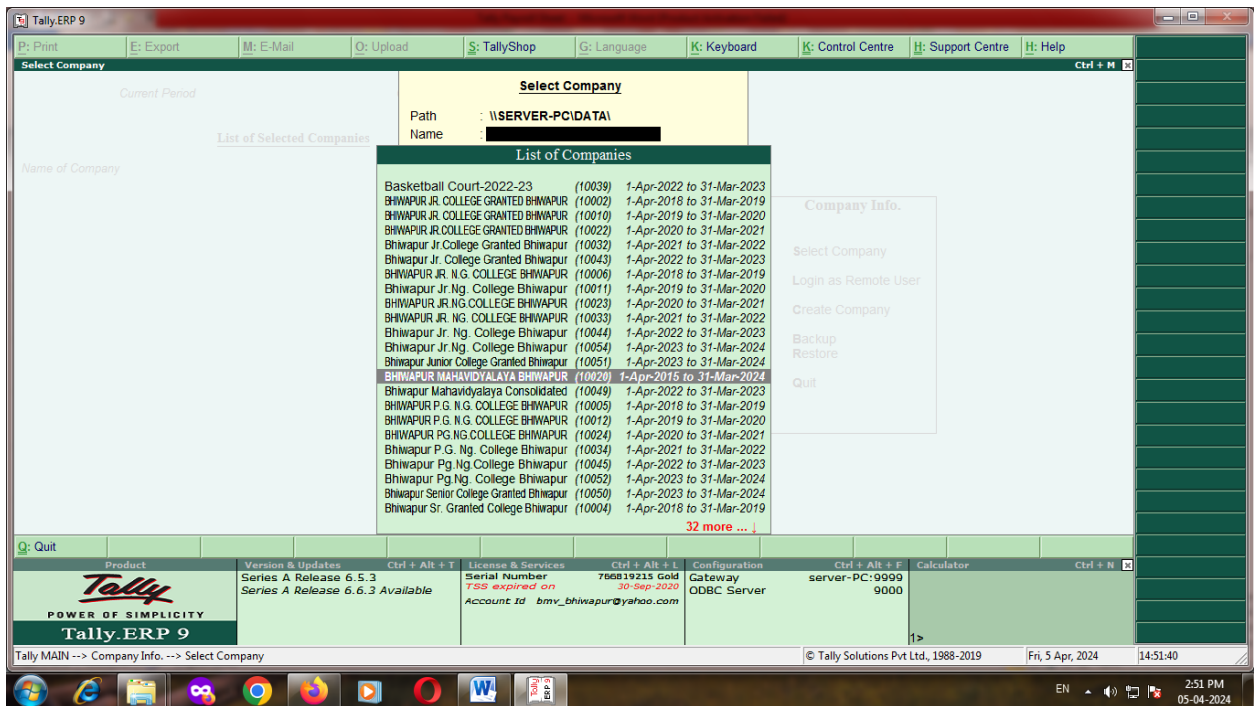 Tally.ERP 9
P: Print E: Export M: E-Mail O: Upload S: TallyShop G: Language K: Keyboard K: Control Centre H: Support Centre H: Help
Select Company Ctrl + M
Current Period
Select Company
Path : \\SERVER-PC\DATA\
Name :
List of Selected Companies
Name of Company
List of Companies
Basketball Court-2022-23 (10039) 1-Apr-2022 to 31-Mar-2023
BHIWAPUR JR. COLLEGE GRANTED BHIWAPUR (10002) 1-Apr-2018 to 31-Mar-2019
BHIWAPUR JR. COLLEGE GRANTED BHIWAPUR (10010) 1-Apr-2019 to 31-Mar-2020
BHIWAPUR JR.COLLEGE GRANTED BHIWAPUR (10022) 1-Apr-2020 to 31-Mar-2021
Bhiwapur Jr.College Granted Bhiwapur (10032) 1-Apr-2021 to 31-Mar-2022
Bhiwapur Jr. College Granted Bhiwapur (10043) 1-Apr-2022 to 31-Mar-2023
BHIWAPUR JR. N.G. COLLEGE BHIWAPUR (10006) 1-Apr-2018 to 31-Mar-2019
Bhiwapur Jr.Ng. College Bhiwapur (10011) 1-Apr-2019 to 31-Mar-2020
BHIWAPUR JR.NG.COLLEGE BHIWAPUR (10023) 1-Apr-2020 to 31-Mar-2021
BHIWAPUR JR. NG. COLLEGE BHIWAPUR (10033) 1-Apr-2021 to 31-Mar-2022
Bhiwapur Jr. Ng. College Bhiwapur (10044) 1-Apr-2022 to 31-Mar-2023
Bhiwapur Jr.Ng. College Bhiwapur (10054) 1-Apr-2023 to 31-Mar-2024
Bhiwapur Junior College Granted Bhiwapur (10051) 1-Apr-2023 to 31-Mar-2024
BHIWAPUR MAHAVIDYALAYA BHIWAPUR (10020) 1-Apr-2015 to 31-Mar-2024
Bhiwapur Mahavidyalaya Consolidated (10049) 1-Apr-2022 to 31-Mar-2023
BHIWAPUR P.G. N.G. COLLEGE BHIWAPUR (10005) 1-Apr-2018 to 31-Mar-2019
BHIWAPUR P.G. N.G. COLLEGE BHIWAPUR (10012) 1-Apr-2019 to 31-Mar-2020
BHIWAPUR PG.NG.COLLEGE BHIWAPUR (10024) 1-Apr-2020 to 31-Mar-2021
Bhiwapur P.G. Ng. College Bhiwapur (10034) 1-Apr-2021 to 31-Mar-2022
Bhiwapur Pg.Ng.College Bhiwapur (10045) 1-Apr-2022 to 31-Mar-2023
Bhiwapur Pg.Ng. College Bhiwapur (10052) 1-Apr-2023 to 31-Mar-2024
Bhiwapur Senior College Granted Bhiwapur (10050) 1-Apr-2023 to 31-Mar-2024
Bhiwapur Sr. Granted College Bhiwapur (10004) 1-Apr-2018 to 31-Mar-2019
32 more ... ↓
Company Info.
Select Company
Login as Remote User
Create Company
Backup
Restore
Quit
Q: Quit
Product
Tally
POWER OF SIMPLICITY
Tally.ERP 9
Version & Updates Ctrl + Alt + T
Series A Release 6.5.3
Series A Release 6.6.3 Available
License & Services Ctrl + Alt + L
Serial Number 766819215 Gold
TSS expired on 30-Sep-2020
Account Id bmv_bhiwapur@yahoo.com
Configuration Ctrl + Alt + F
Gateway server-PC:9999
ODBC Server 9000
Calculator Ctrl + N
1>
Tally MAIN --> Company Info. --> Select Company © Tally Solutions Pvt Ltd., 1988-2019 Fri, 5 Apr, 2024 14:51:40
EN 2:51 PM
05-04-2024